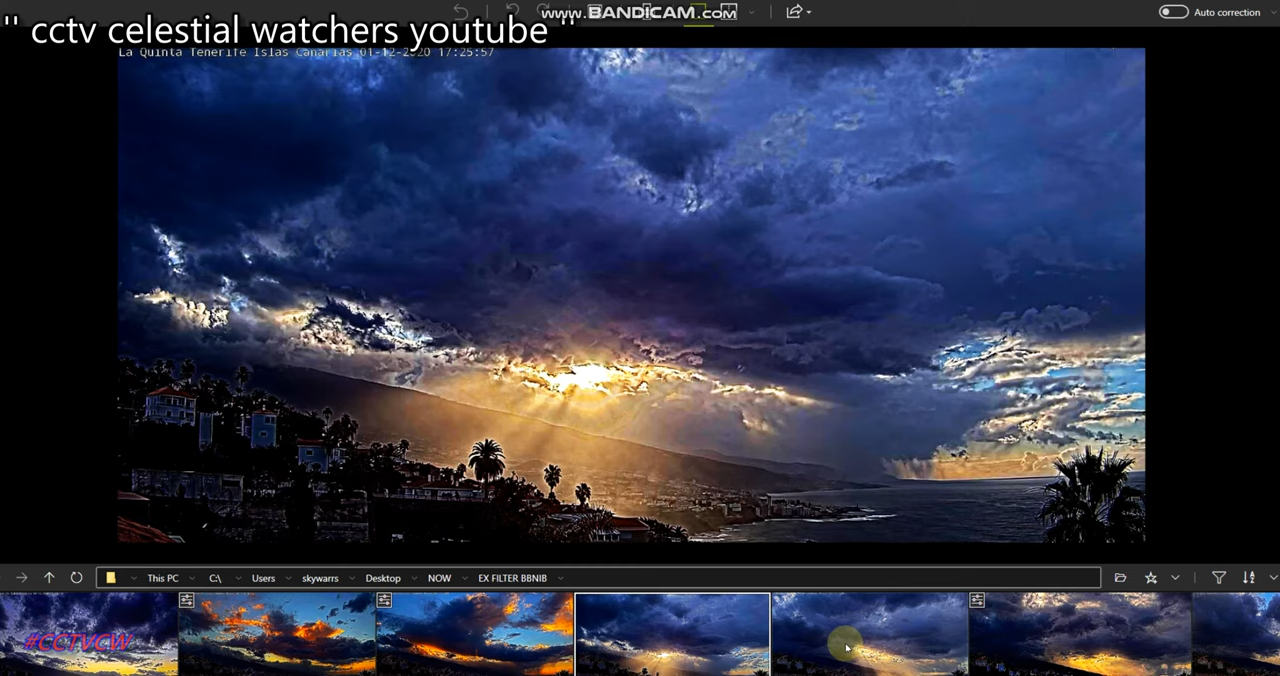 " cctv celestial watchers youtube "
www.BANDICAM.com
Auto correction
La Quinta Tenerife Islas Canarias 01-12-2020 17:25:57
This PC C:\ Users skywarrs Desktop NOW EX FILTER BBNIB
#CCTVCW